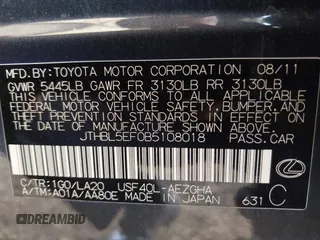 MFD.BY:TOYOTA MOTOR CORPORATION 08/11
GVWR 5445LB GAWR FR 3130LB RR 3130LB
THIS VEHICLE CONFORMS TO ALL APPLICABLE
FEDERAL MOTOR VEHICLE SAFETY, BUMPER, AND
THEFT PREVENTION STANDARDS IN EFFECT ON
THE DATE OF MANUFACTURE SHOWN ABOVE.
JTHBL5EF0B5108018 PASS.CAR
C/TR:1G0/LA20 USF40L-AEZGHA
A/TM:A01A/AA80E MADE IN JAPAN 631
C
DEALERSHIP